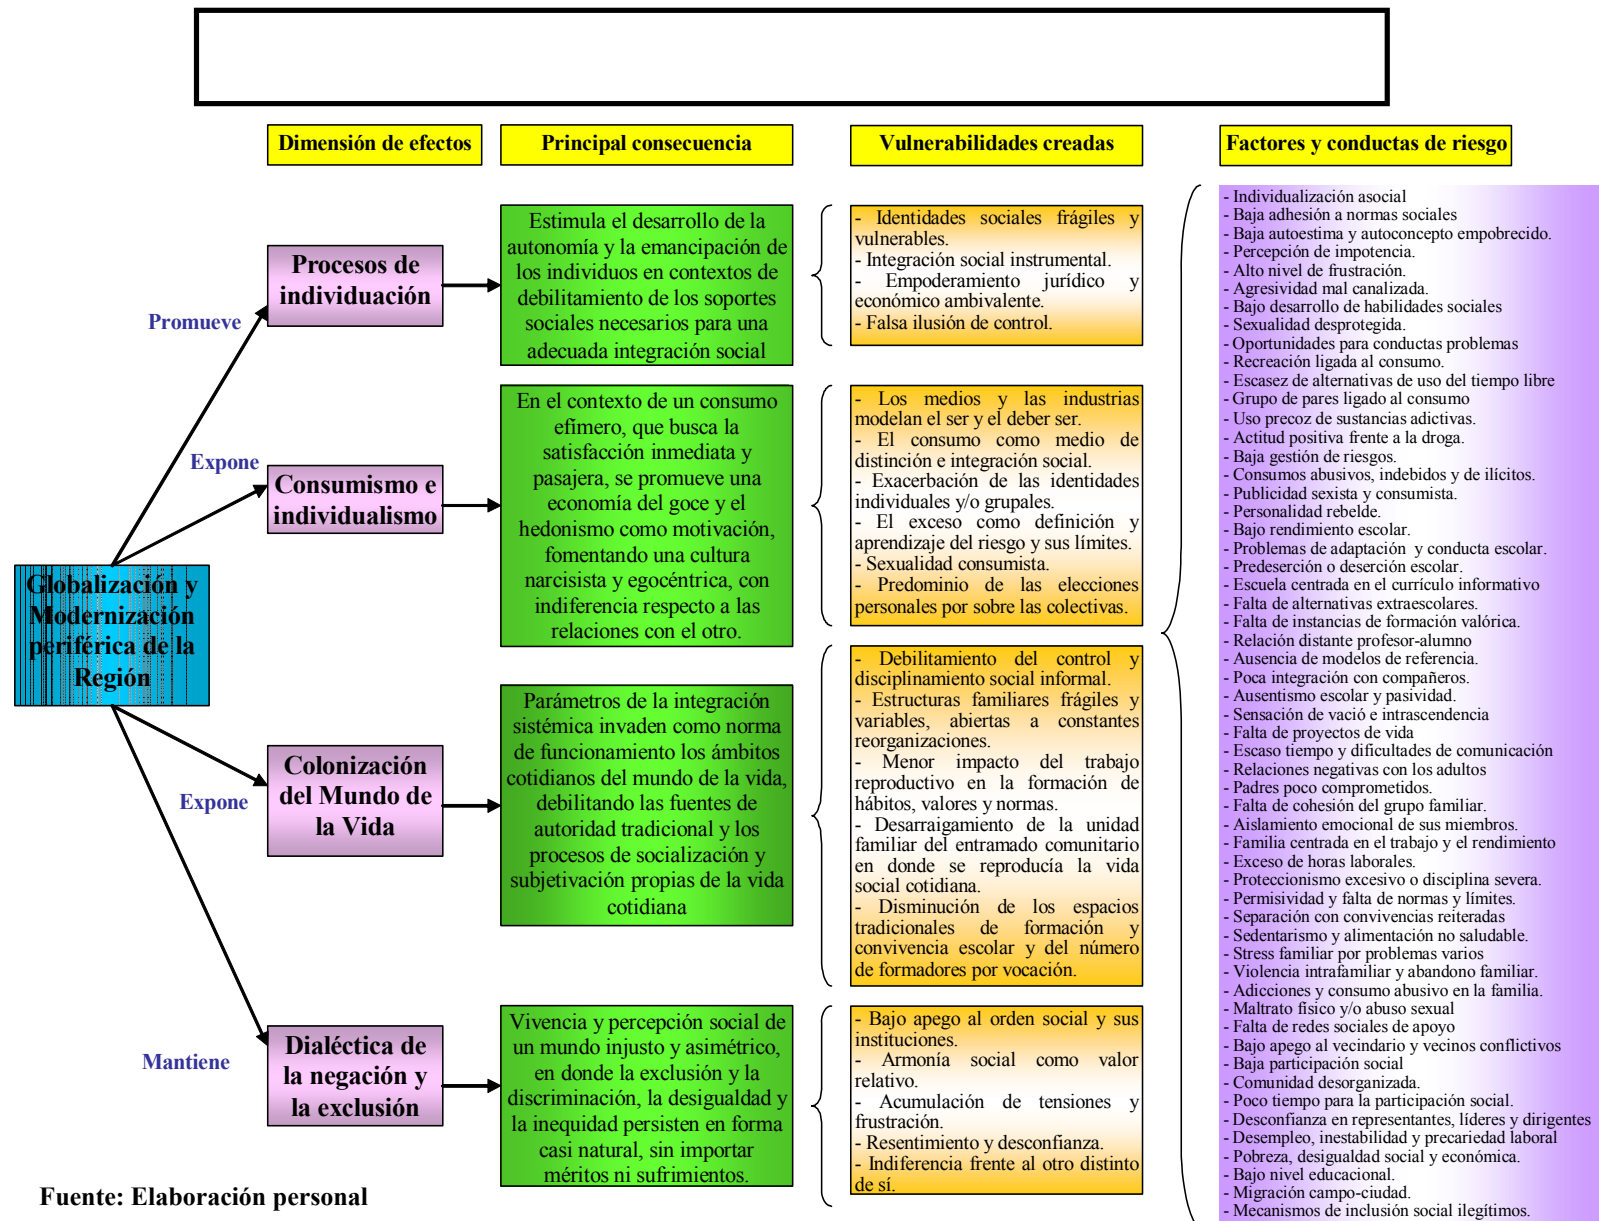 Dimensión de efectos
Principal consecuencia
Vulnerabilidades creadas
Factores y conductas de riesgo
Globalización y
Modernización
periférica de la
Región
Promueve
Expone
Expone
Mantiene
Procesos de
individuación
Estimula el desarrollo de la
autonomía y la emancipación de
los individuos en contextos de
debilitamiento de los soportes
sociales necesarios para una
adecuada integración social
- Identidades sociales frágiles y
vulnerables.
- Integración social instrumental.
- Empoderamiento jurídico y
económico ambivalente.
- Falsa ilusión de control.
Consumismo e
individualismo
En el contexto de un consumo
efímero, que busca la
satisfacción inmediata y
pasajera, se promueve una
economía del goce y el
hedonismo como motivación,
fomentando una cultura
narcisista y egocéntrica, con
indiferencia respecto a las
relaciones con el otro.
- Los medios y las industrias
modelan el ser y el deber ser.
- El consumo como medio de
distinción e integración social.
- Exacerbación de las identidades
individuales y/o grupales.
- El exceso como definición y
aprendizaje del riesgo y sus límites.
- Sexualidad consumista.
- Predominio de las elecciones
personales por sobre las colectivas.
Colonización
del Mundo de
la Vida
Parámetros de la integración
sistémica invaden como norma
de funcionamiento los ámbitos
cotidianos del mundo de la vida,
debilitando las fuentes de
autoridad tradicional y los
procesos de socialización y
subjetivación propias de la vida
cotidiana
- Debilitamiento del control y
disciplinamiento social informal.
- Estructuras familiares frágiles y
variables, abiertas a constantes
reorganizaciones.
- Menor impacto del trabajo
reproductivo en la formación de
hábitos, valores y normas.
- Desarraigamiento de la unidad
familiar del entramado comunitario
en donde se reproducía la vida
social cotidiana.
- Disminución de los espacios
tradicionales de formación y
convivencia escolar y del número
de formadores por vocación.
Dialéctica de
la negación y
la exclusión
Vivencia y percepción social de
un mundo injusto y asimétrico,
en donde la exclusión y la
discriminación, la desigualdad y
la inequidad persisten en forma
casi natural, sin importar
méritos ni sufrimientos.
- Bajo apego al orden social y sus
instituciones.
- Armonía social como valor
relativo.
- Acumulación de tensiones y
frustración.
- Resentimiento y desconfianza.
- Indiferencia frente al otro distinto
de sí.
- Individualización asocial
- Baja adhesión a normas sociales
- Baja autoestima y autoconcepto empobrecido.
- Percepción de impotencia.
- Alto nivel de frustración.
- Agresividad mal canalizada.
- Bajo desarrollo de habilidades sociales
- Sexualidad desprotegida.
- Oportunidades para conductas problemas
- Recreación ligada al consumo.
- Escasez de alternativas de uso del tiempo libre
- Grupo de pares ligado al consumo
- Uso precoz de sustancias adictivas.
- Actitud positiva frente a la droga.
- Baja gestión de riesgos.
- Consumos abusivos, indebidos y de ilícitos.
- Publicidad sexista y consumista.
- Personalidad rebelde.
- Bajo rendimiento escolar.
- Problemas de adaptación y conducta escolar.
- Predeserción o deserción escolar.
- Escuela centrada en el currículo informativo
- Falta de alternativas extraescolares.
- Falta de instancias de formación valórica.
- Relación distante profesor-alumno
- Ausencia de modelos de referencia.
- Poca integración con compañeros.
- Ausentismo escolar y pasividad.
- Sensación de vació e intrascendencia
- Falta de proyectos de vida
- Escaso tiempo y dificultades de comunicación
- Relaciones negativas con los adultos
- Padres poco comprometidos.
- Falta de cohesión del grupo familiar.
- Aislamiento emocional de sus miembros.
- Familia centrada en el trabajo y el rendimiento
- Exceso de horas laborales.
- Proteccionismo excesivo o disciplina severa.
- Permisividad y falta de normas y límites.
- Separación con convivencias reiteradas
- Sedentarismo y alimentación no saludable.
- Stress familiar por problemas varios
- Violencia intrafamiliar y abandono familiar.
- Adicciones y consumo abusivo en la familia.
- Maltrato físico y/o abuso sexual
- Falta de redes sociales de apoyo
- Bajo apego al vecindario y vecinos conflictivos
- Baja participación social
- Comunidad desorganizada.
- Poco tiempo para la participación social.
- Desconfianza en representantes, líderes y dirigentes
- Desempleo, inestabilidad y precariedad laboral
- Pobreza, desigualdad social y económica.
- Bajo nivel educacional.
- Migración campo-ciudad.
- Mecanismos de inclusión social ilegítimos.
Fuente: Elaboración personal